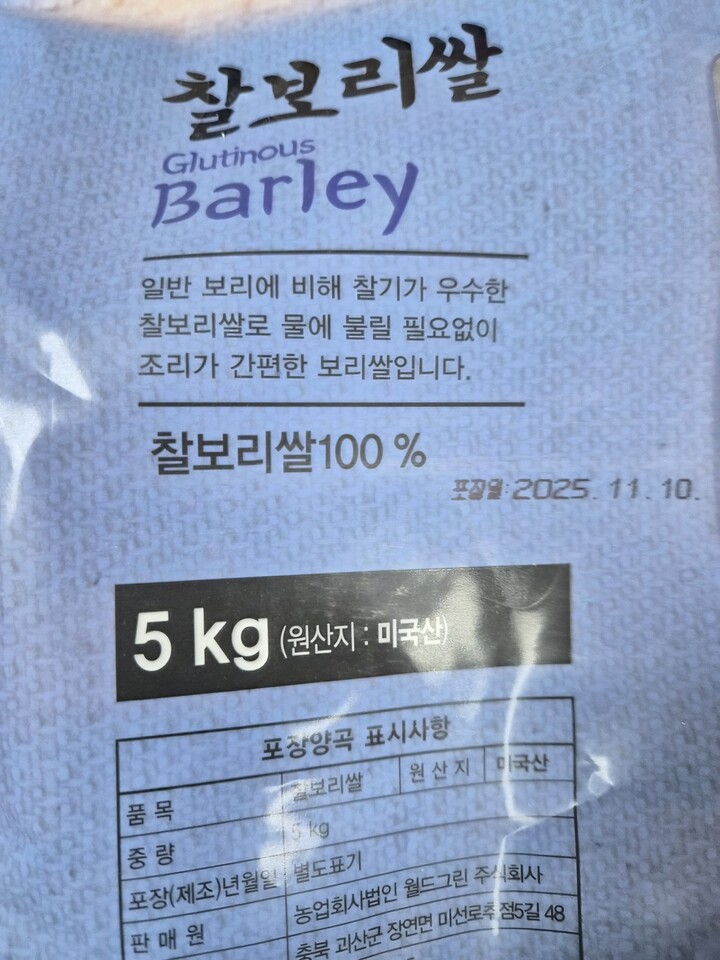 찰보리쌀
Glutinous
Barley
일반 보리에 비해 찰기가 우수한
찰보리쌀로 물에 불릴 필요없이
조리가 간편한 보리쌀입니다.
찰보리쌀100 %
포장일:2025.11.10.
5 kg (원산지 : 미국산)
포장양곡 표시사항
품 목 찰보리쌀 원 산 지 미국산
중 량 5 kg
포장(제조)년월일 별도표기
판 매 원 농업회사법인 월드그린 주식회사
충북 괴산군 장연면 미선로추점5길 48